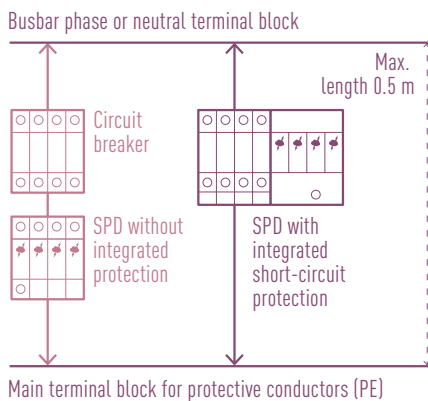 Busbar phase or neutral terminal block
Max.
length 0.5 m
Circuit
breaker
SPD without
integrated
protection
SPD with
integrated
short-circuit
protection
Main terminal block for protective conductors (PE)